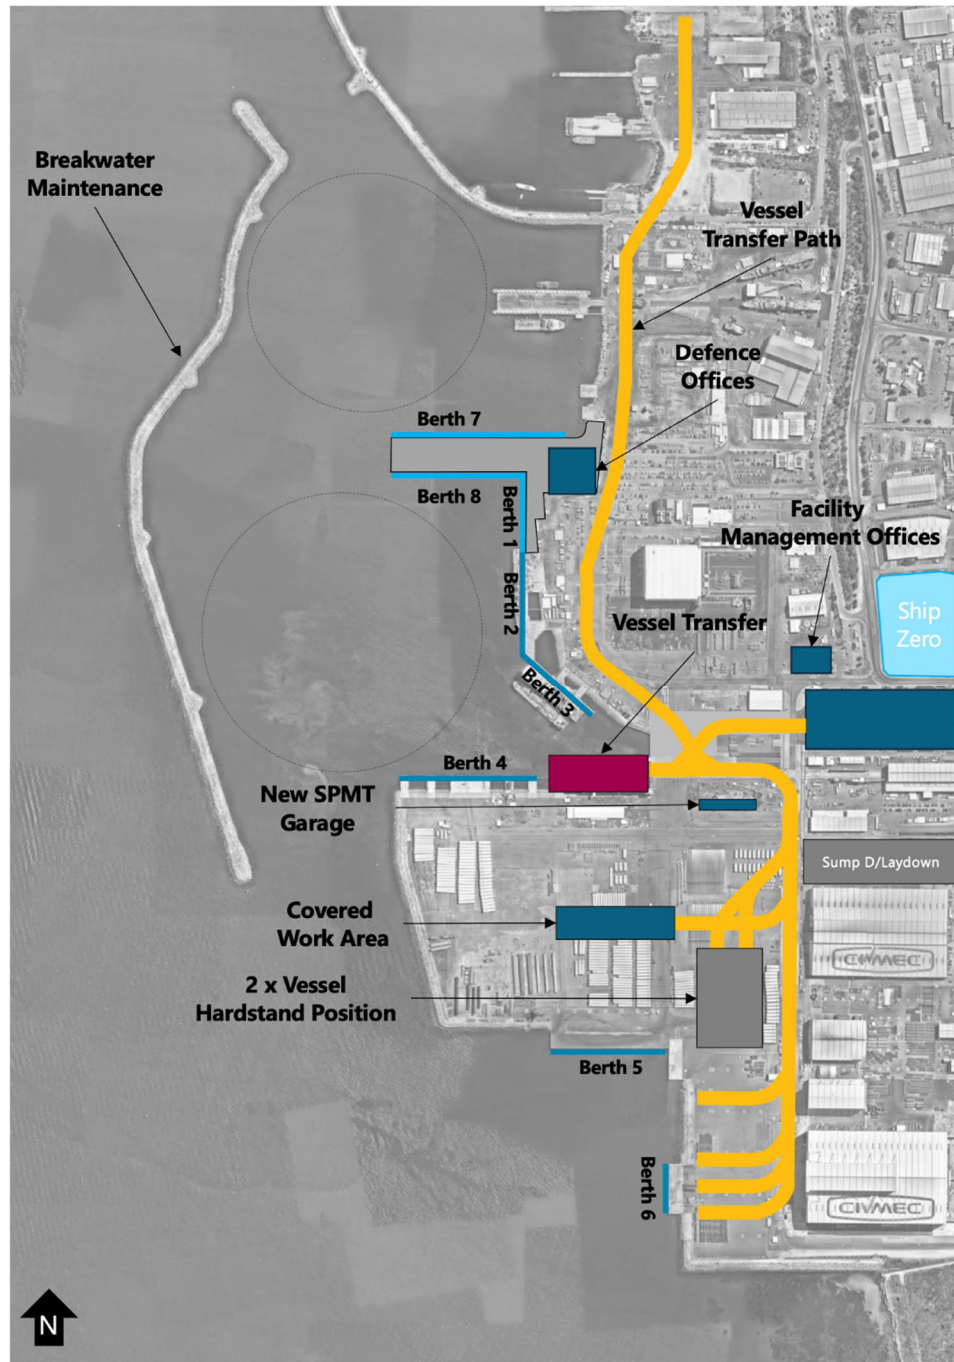 Breakwater
Maintenance
Vessel
Transfer Path
Defence
Offices
Berth 7
Berth 8
Berth 1
Facility
Management Offices
Berth 2
Ship
Zero
Vessel Transfer
Berth 3
Berth 4
New SPMT
Garage
Sump D/Laydown
Covered
Work Area
CIVMEC
2 x Vessel
Hardstand Position
Berth 5
Berth 6
CIVMEC
N